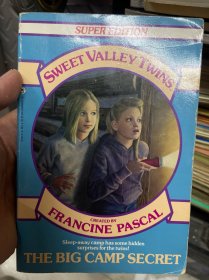 SUPER EDITION
SWEET VALLEY TWINS
CREATED BY
FRANCINE PASCAL
Sleep-away camp has some hidden
surprises for the twins!
THE BIG CAMP SECRET